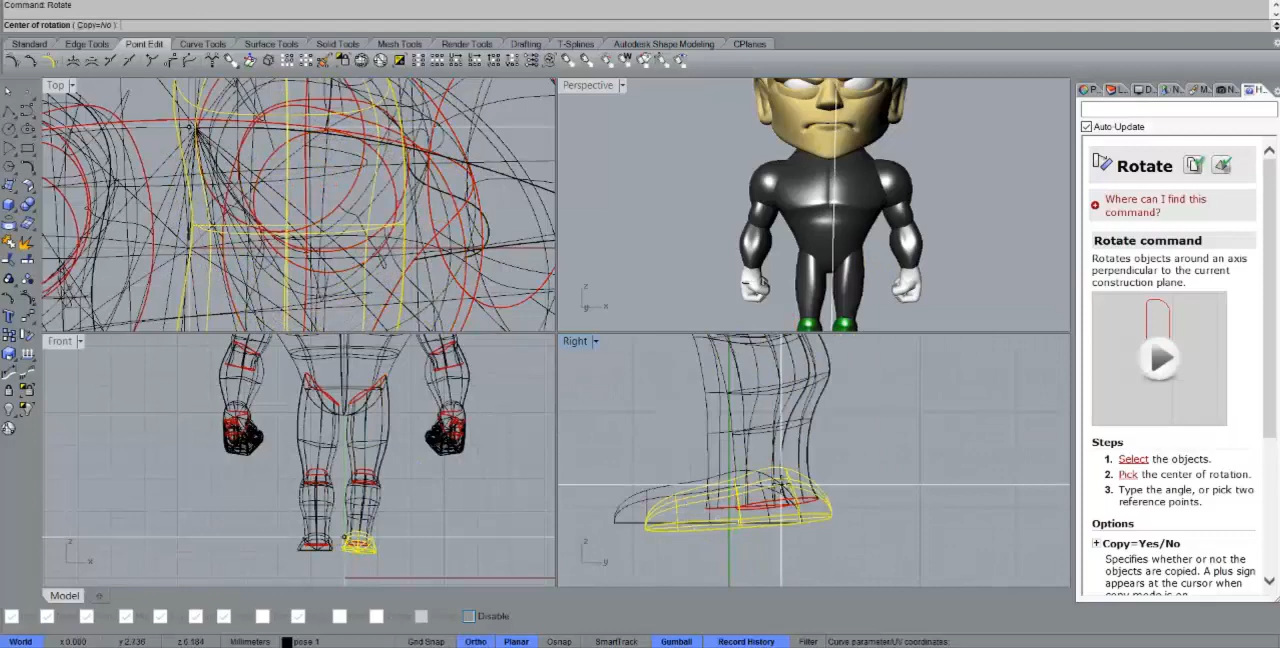 Command: Rotate
Center of rotation ( Copy=No ):
Standard Edge Tools Point Edit Curve Tools Surface Tools Solid Tools Mesh Tools Render Tools Drafting T-Splines Autodesk Shape Modeling CPlanes
Top
Perspective
P... L... D... N... M... N... H...
Auto Update
Rotate
Where can I find this
command?
Rotate command
Rotates objects around an axis
perpendicular to the current
construction plane.
z
y x
Front
Right
Steps
1. Select the objects.
2. Pick the center of rotation.
3. Type the angle, or pick two
reference points.
Options
Copy=Yes/No
Specifies whether or not the
objects are copied. A plus sign
appears at the cursor when
copy mode is on.
z
x
z
y
Model
Disable
World x 0.000 Millimeters pose 1 Grid Snap Ortho Planar Osnap SmartTrack Gumball Record History Filter Curve parameter/UV coordinates: